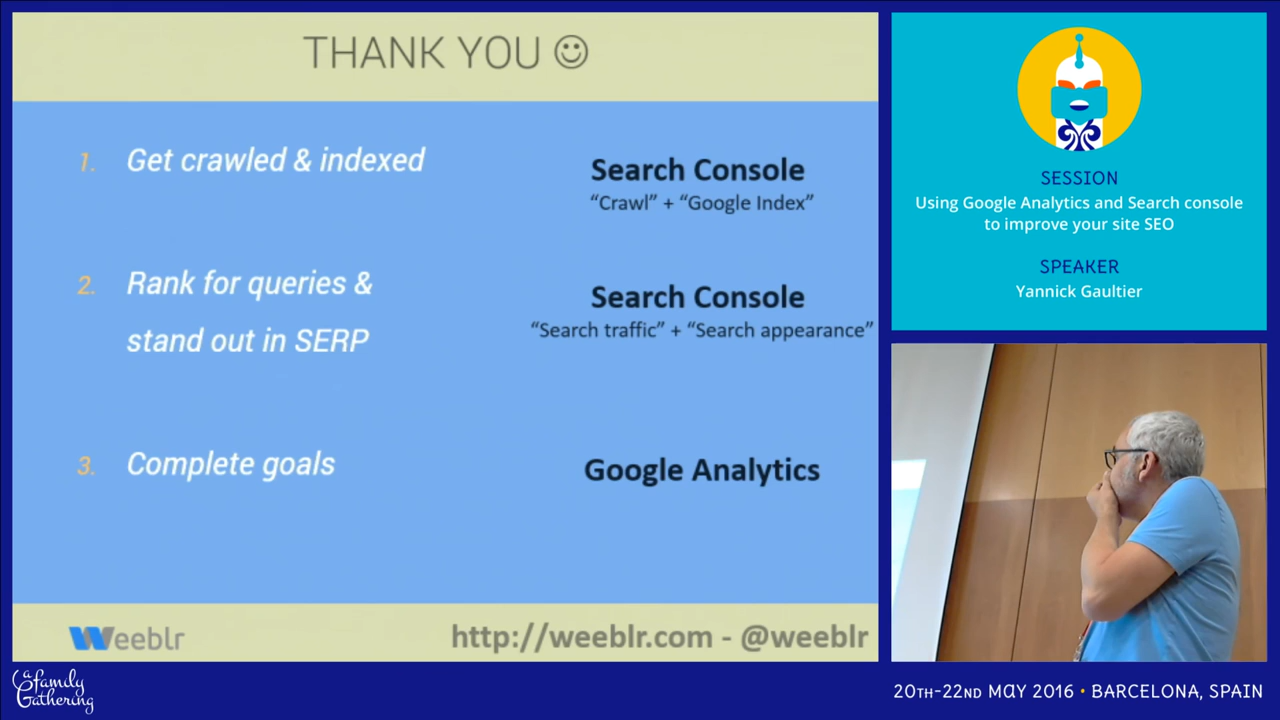 THANK YOU ☺
1. Get crawled & indexed
Search Console
“Crawl” + “Google Index”
2. Rank for queries &
stand out in SERP
Search Console
“Search traffic” + “Search appearance”
3. Complete goals
Google Analytics
Weeblr
http://weeblr.com - @weeblr
SESSION
Using Google Analytics and Search console
to improve your site SEO
SPEAKER
Yannick Gaultier
a family
Gathering
20TH-22ND MAY 2016 • BARCELONA, SPAIN